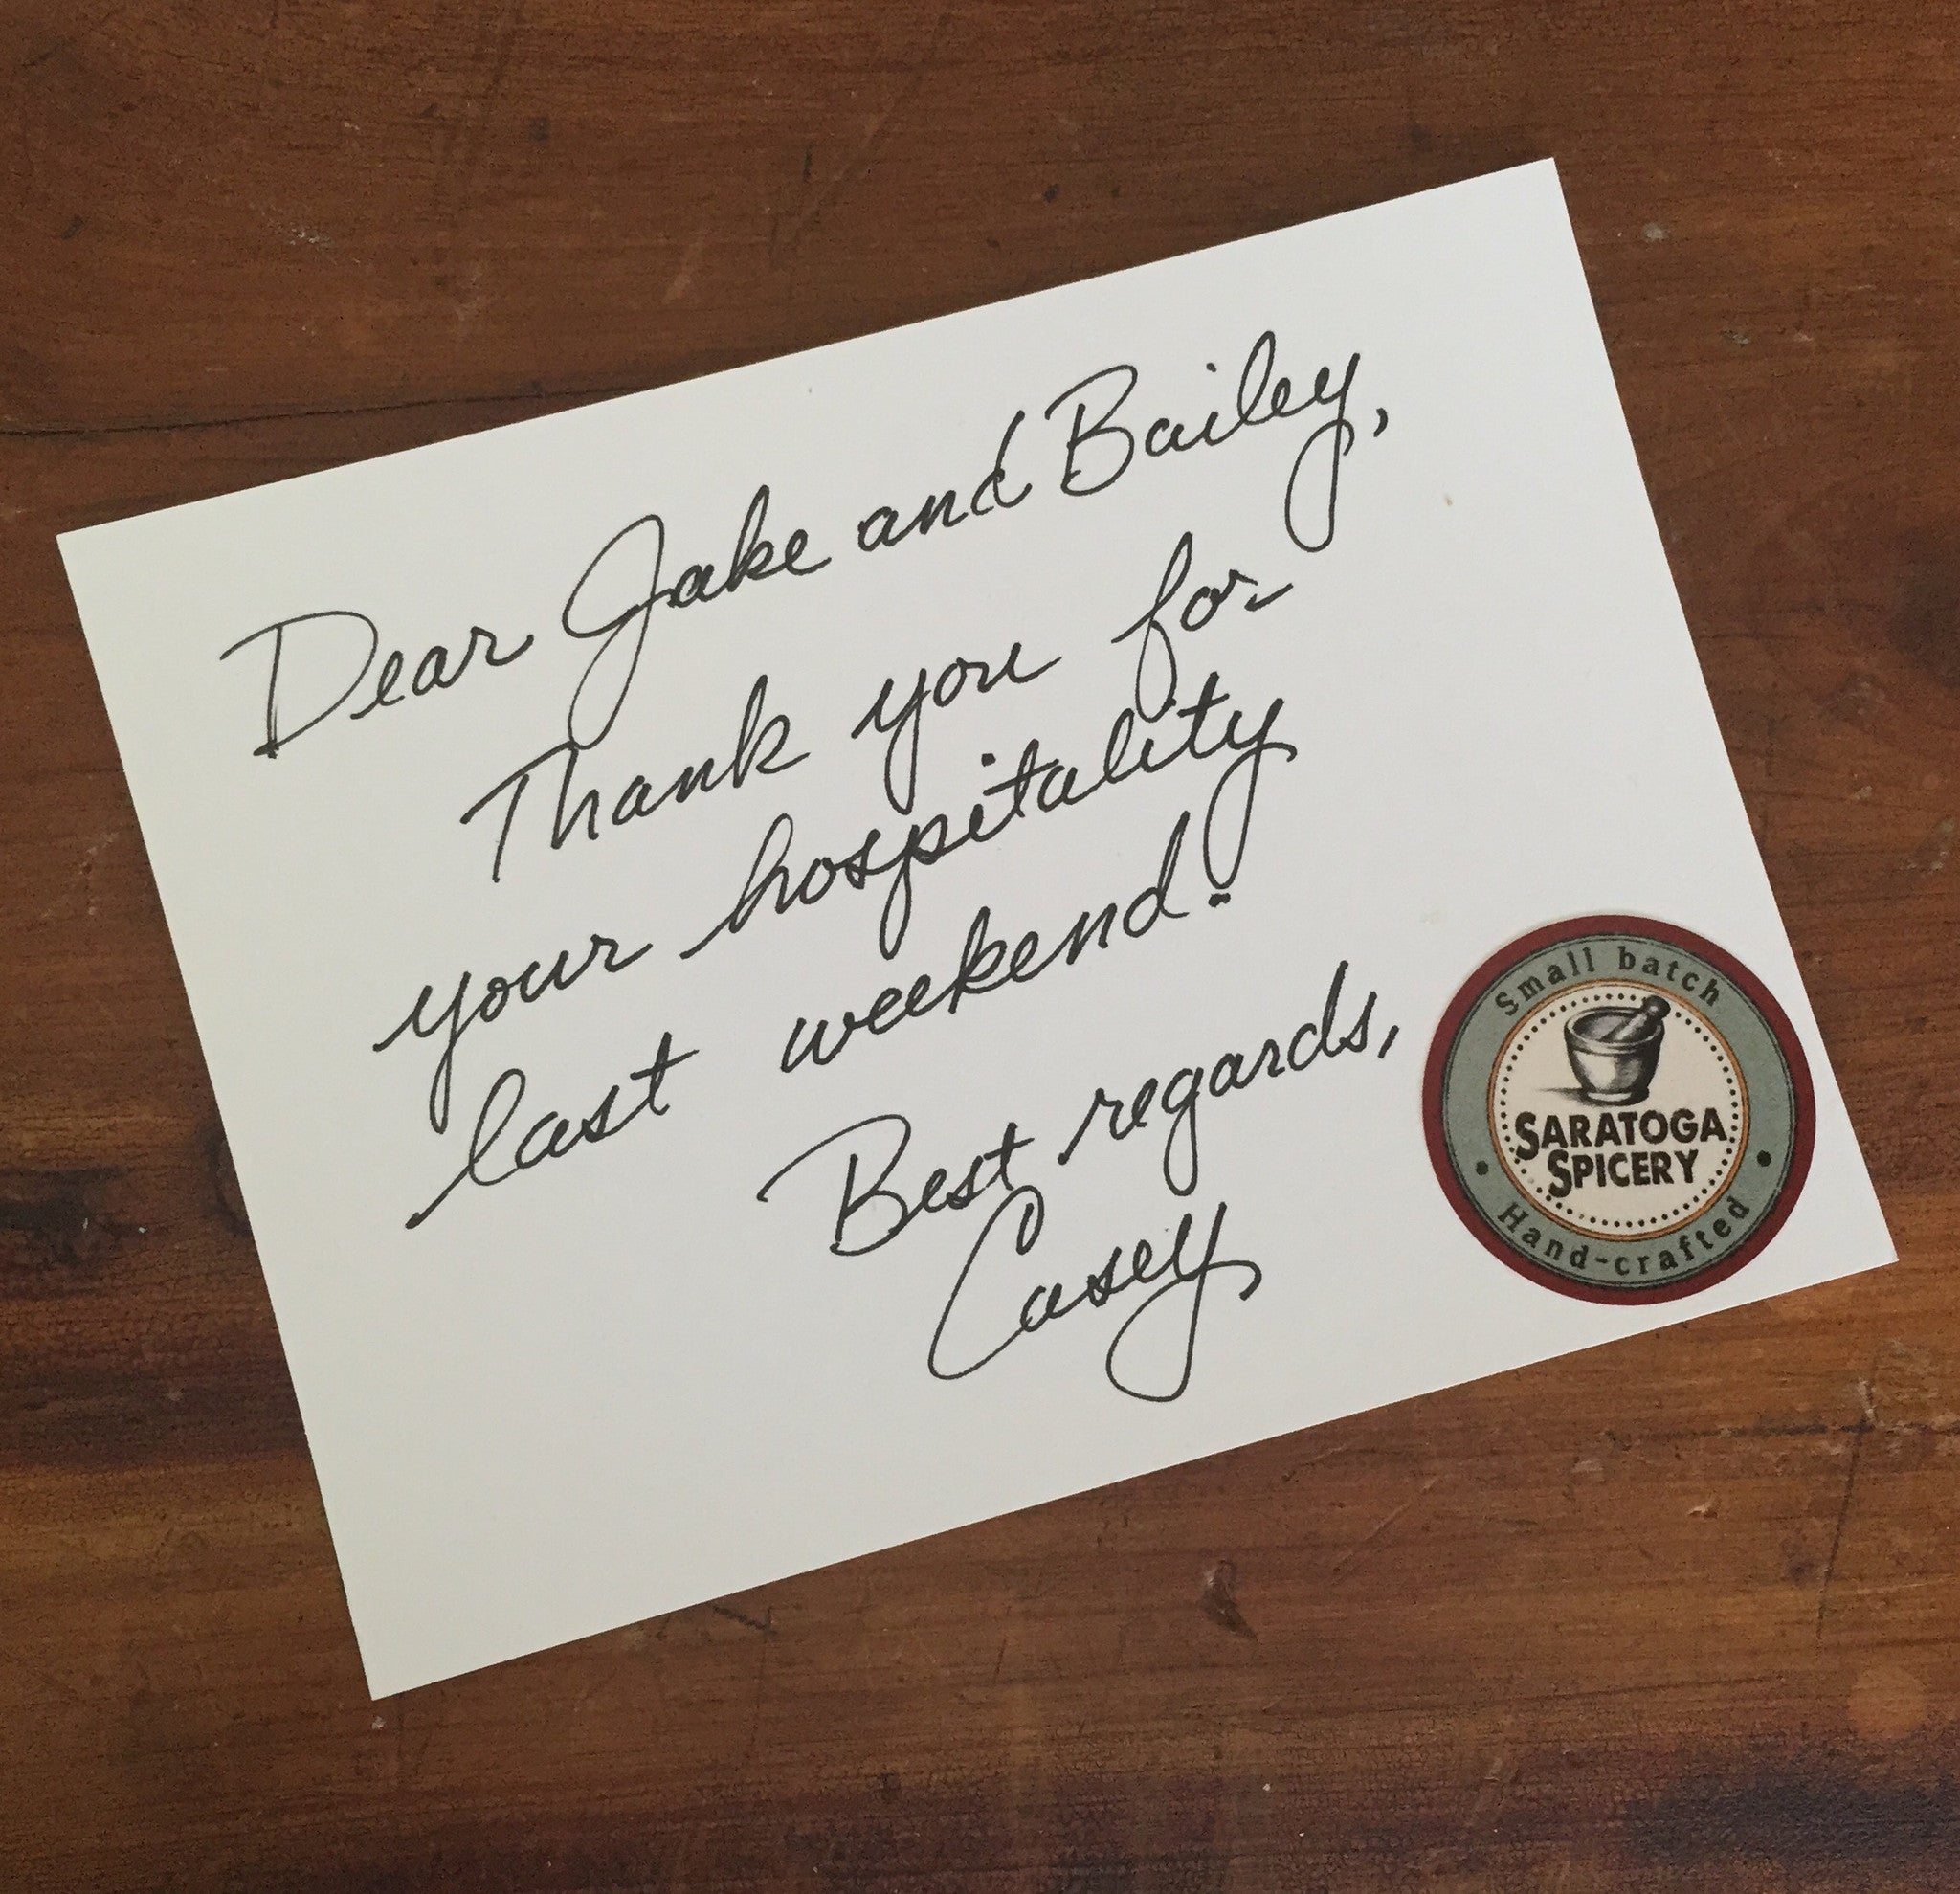 Dear Jake and Bailey,
Thank you for
your hospitality
last weekend.
Best regards,
Casey
Small batch
SARATOGA
SPICERY
Hand-crafted